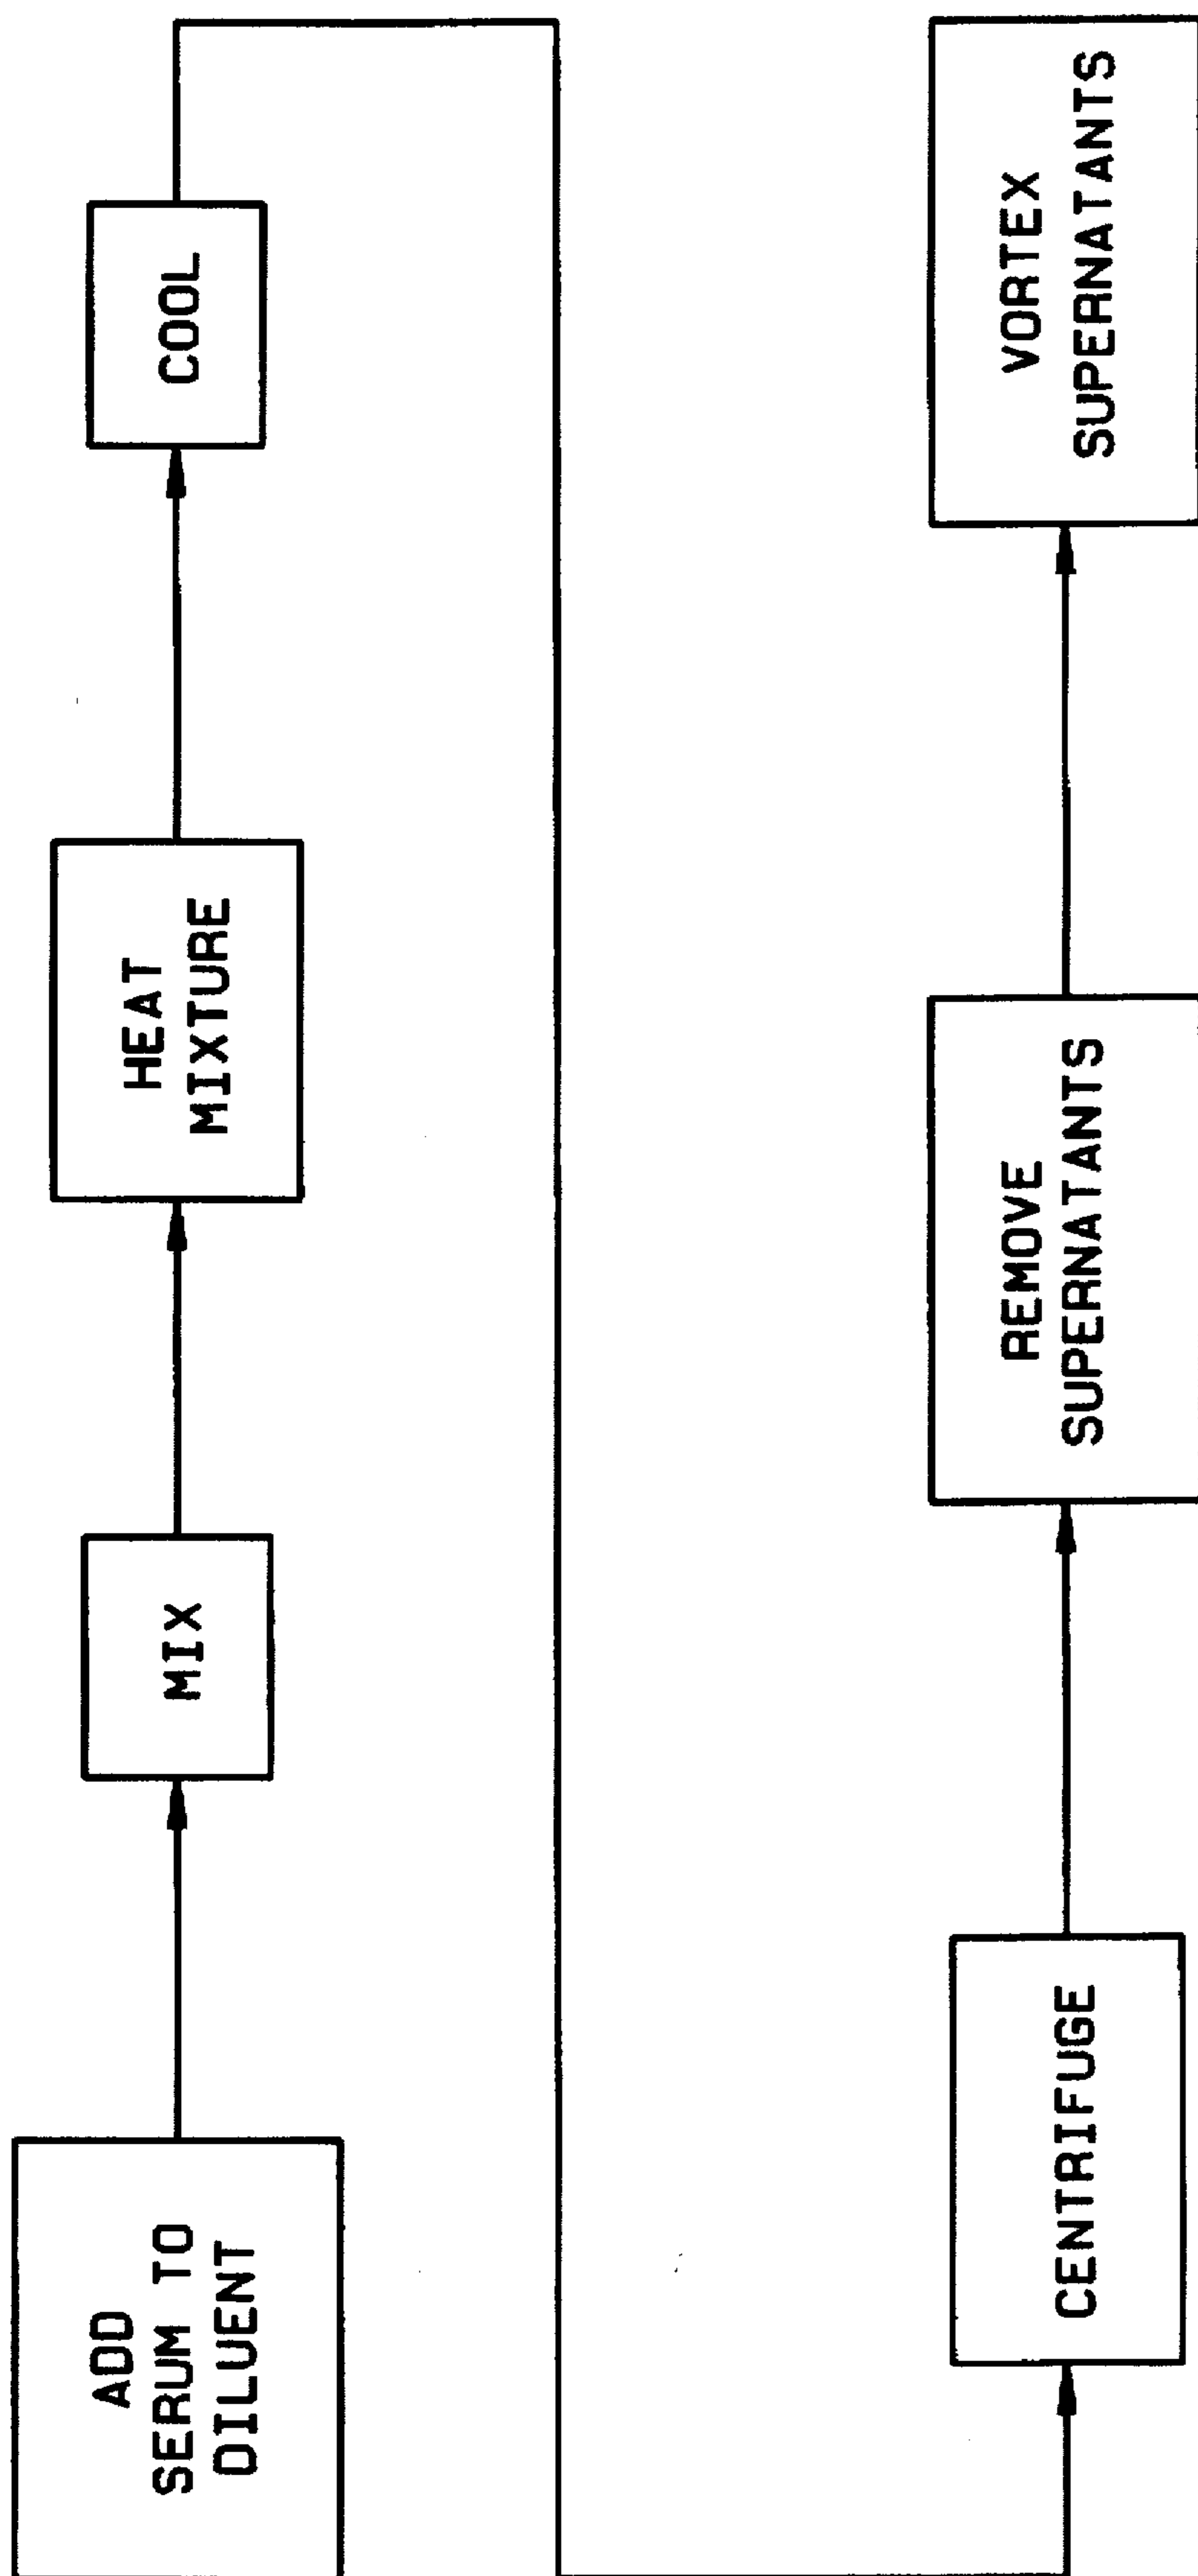 ADD
SERUM TO
DILUENT
MIX
HEAT
MIXTURE
COOL
CENTRIFUGE
REMOVE
SUPERNATANTS
VORTEX
SUPERNATANTS